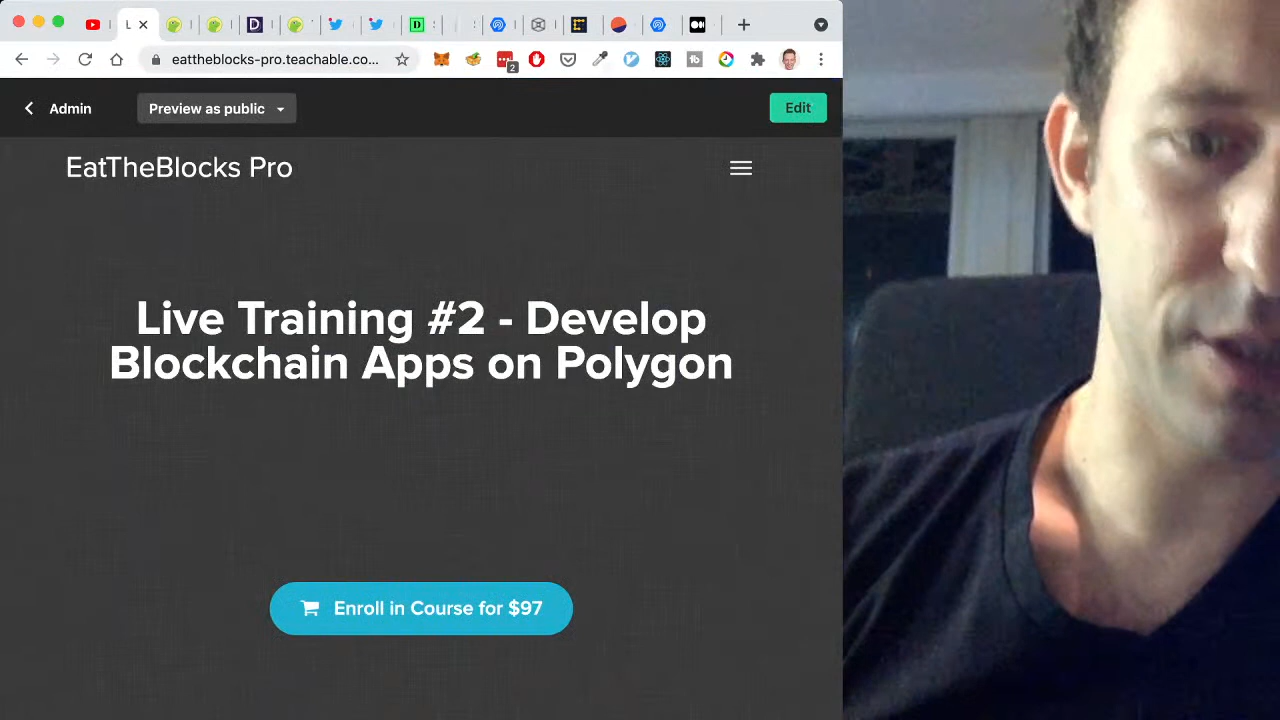 L
eattheblocks-pro.teachable.co...
2
Admin
Preview as public
Edit
EatTheBlocks Pro
Live Training #2 - Develop
Blockchain Apps on Polygon
Enroll in Course for $97